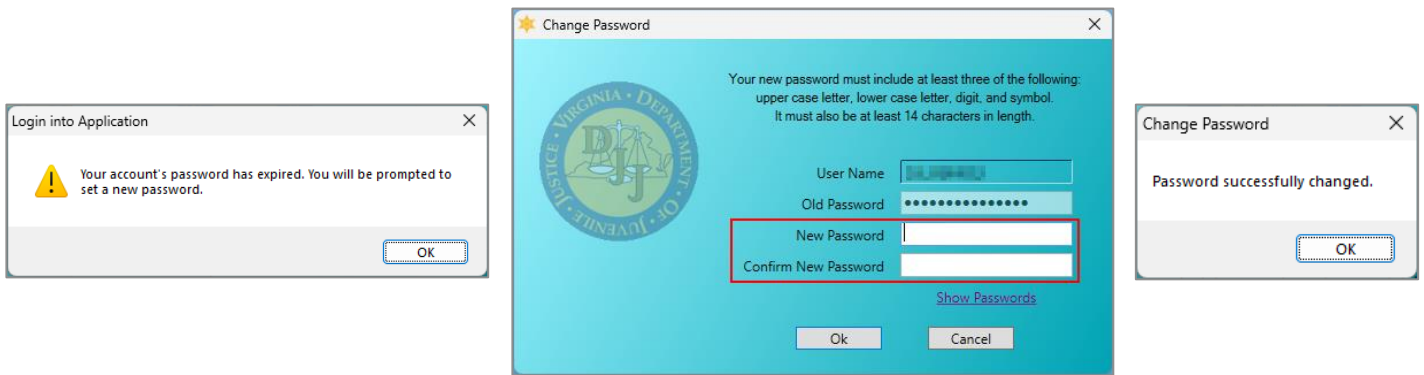 Login into Application
Your account's password has expired. You will be prompted to
set a new password.
OK
Change Password
VIRGINIA • DEPARTMENT • OF JUVENILE • JUSTICE •
DJJ
Your new password must include at least three of the following:
upper case letter, lower case letter, digit, and symbol.
It must also be at least 14 characters in length.
User Name
Old Password •••••••••••••••
New Password
Confirm New Password
Show Passwords
Ok Cancel
Change Password
Password successfully changed.
OK